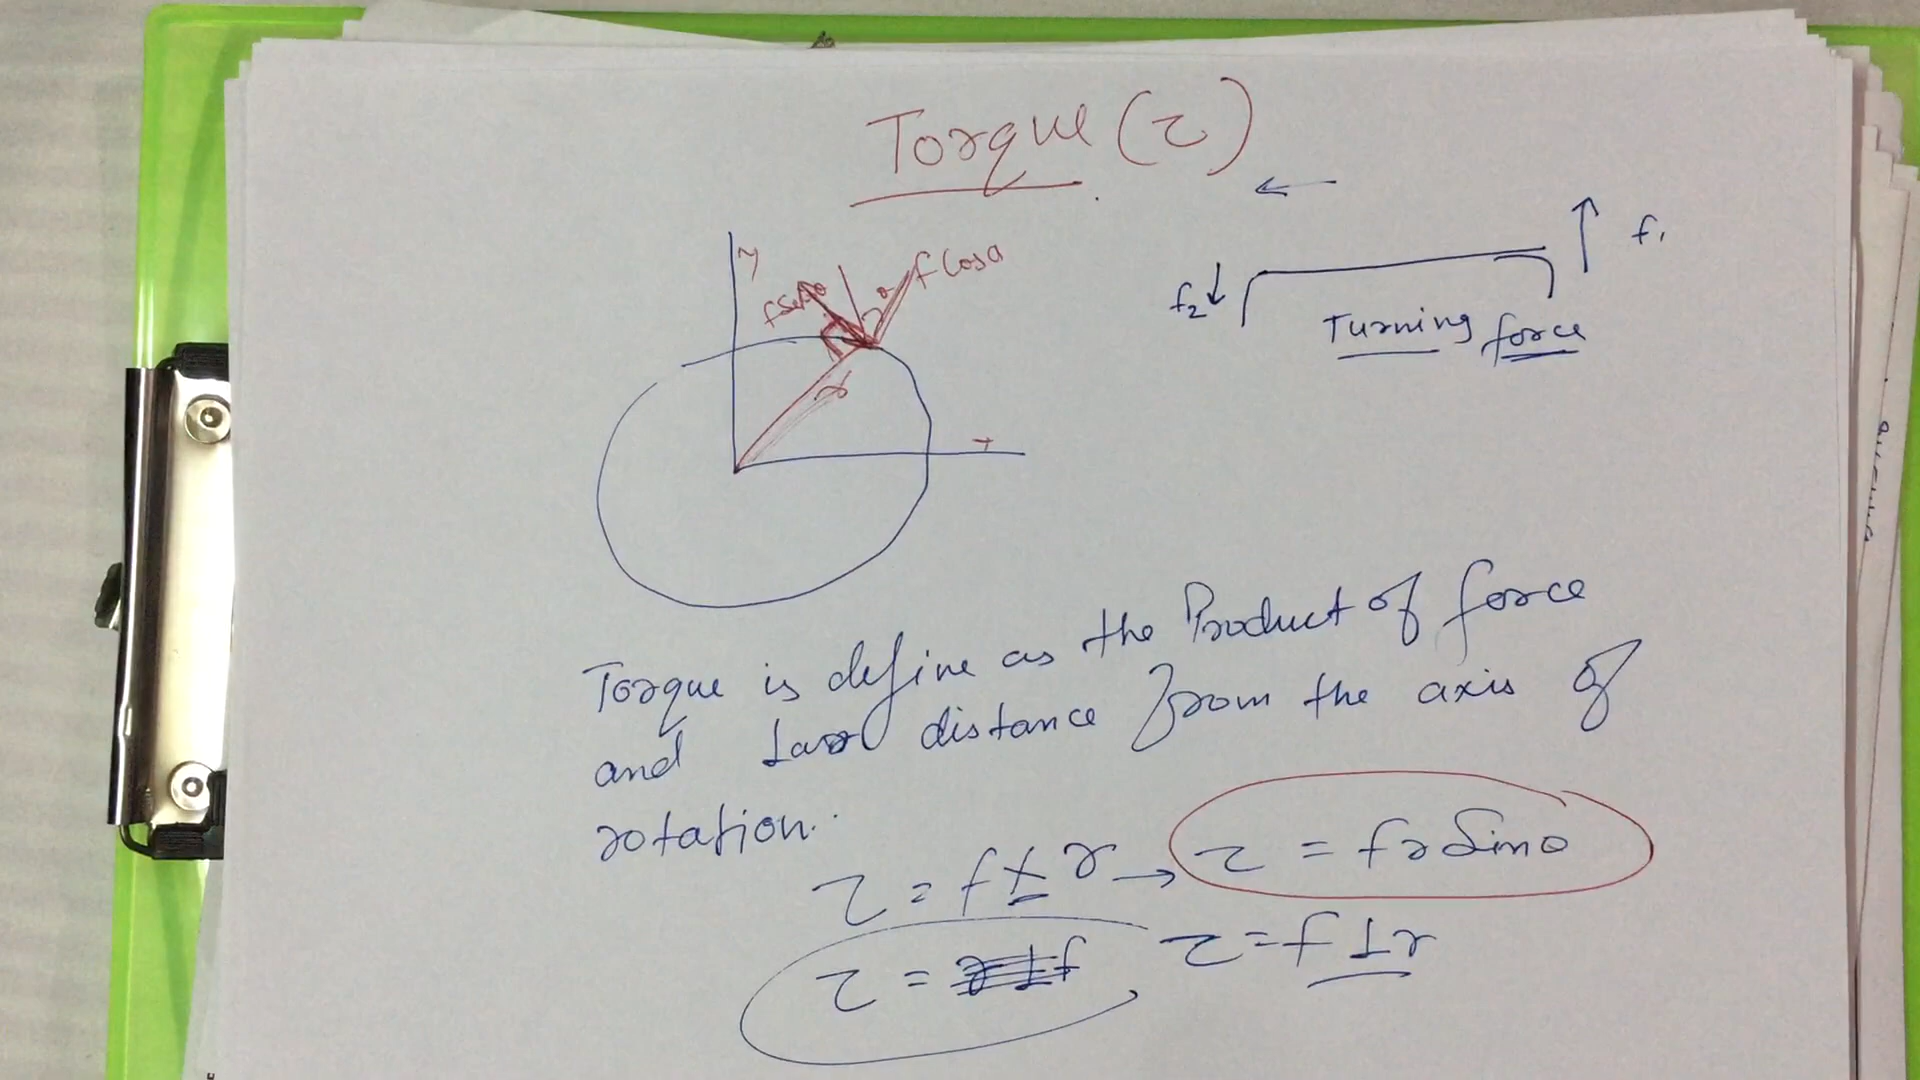 Torque (τ)
y
f Sinθ
θ
f Cosθ
r
x
←
f₂ ↓
↑ f₁
Turning force
Torque is define as the Product of force
and ⊥ar distance from the axis of
rotation.
τ = f × r → τ = f r Sinθ
τ = τ = f ⊥ r